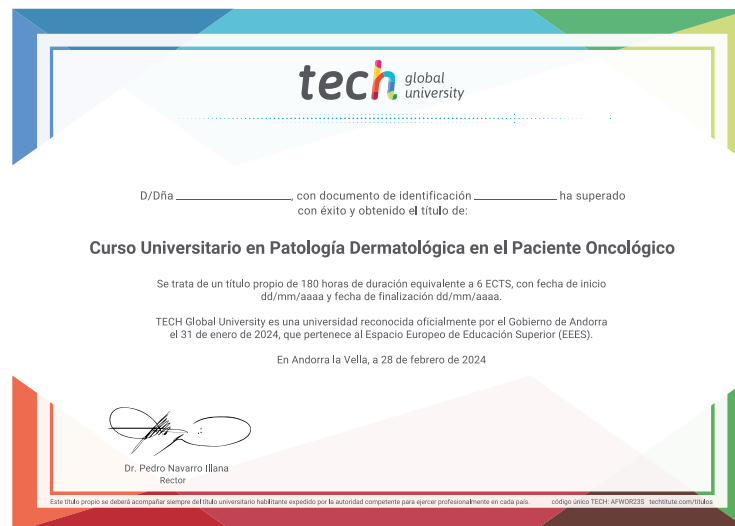 tech global university
D/Dña ______________, con documento de identificación ____________ ha superado
con éxito y obtenido el título de:
Curso Universitario en Patología Dermatológica en el Paciente Oncológico
Se trata de un título propio de 180 horas de duración equivalente a 6 ECTS, con fecha de inicio
dd/mm/aaaa y fecha de finalización dd/mm/aaaa.
TECH Global University es una universidad reconocida oficialmente por el Gobierno de Andorra
el 31 de enero de 2024, que pertenece al Espacio Europeo de Educación Superior (EEES).
En Andorra la Vella, a 28 de febrero de 2024
Dr. Pedro Navarro Illana
Rector
Este título propio se deberá acompañar siempre del título universitario habilitante expedido por la autoridad competente para ejercer profesionalmente en cada país. código único TECH: AFWOR23S techtitute.com/titulos